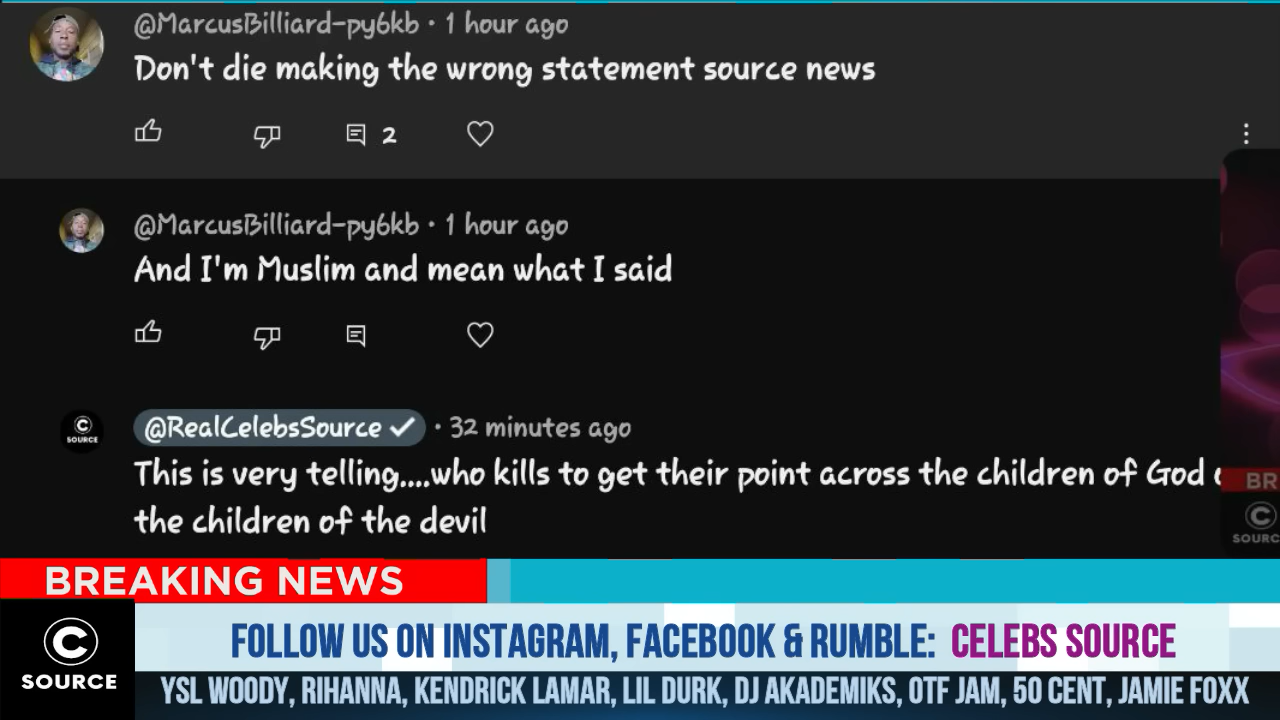 @MarcusBilliard-py6kb · 1 hour ago
Don't die making the wrong statement source news
2
@MarcusBilliard-py6kb · 1 hour ago
And I'm Muslim and mean what I said
@RealCelebsSource · 32 minutes ago
C
SOURCE
This is very telling....who kills to get their point across the children of God
the children of the devil
BR
C
SOURC
BREAKING NEWS
C
SOURCE
FOLLOW US ON INSTAGRAM, FACEBOOK & RUMBLE: CELEBS SOURCE
YSL WOODY, RIHANNA, KENDRICK LAMAR, LIL DURK, DJ AKADEMIKS, OTF JAM, 50 CENT, JAMIE FOXX